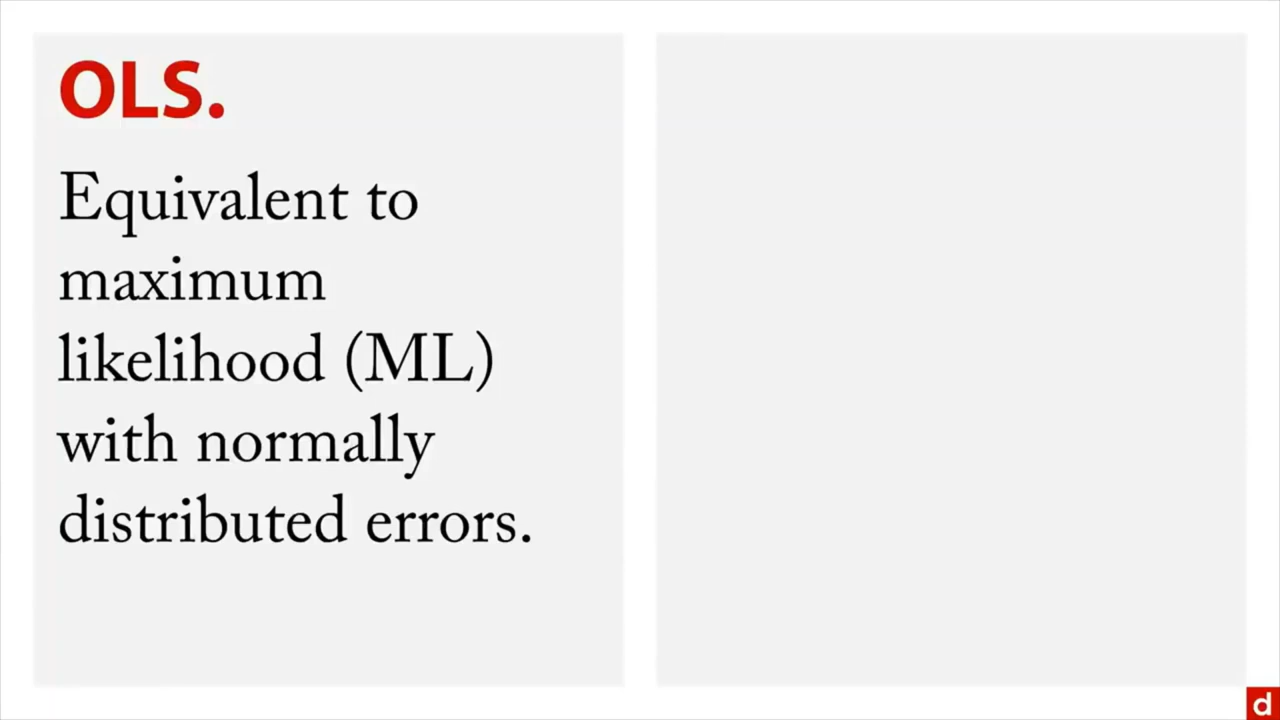 OLS.
Equivalent to
maximum
likelihood (ML)
with normally
distributed errors.
d